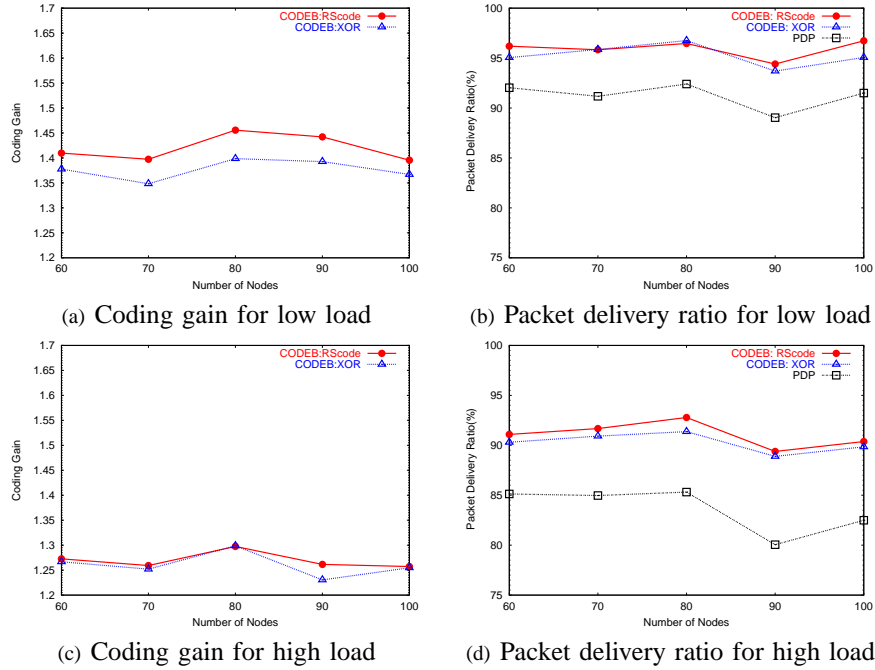 1.7
1.65
1.6
1.55
1.5
1.45
1.4
1.35
1.3
1.25
1.2
Coding Gain
CODEB:RScode
CODEB:XOR
60 70 80 90 100
Number of Nodes
(a) Coding gain for low load
100
95
90
85
80
75
Packet Delivery Ratio(%)
CODEB: RScode
CODEB: XOR
PDP
60 70 80 90 100
Number of Nodes
(b) Packet delivery ratio for low load
1.7
1.65
1.6
1.55
1.5
1.45
1.4
1.35
1.3
1.25
1.2
Coding Gain
CODEB:RScode
CODEB:XOR
60 70 80 90 100
Number of Nodes
(c) Coding gain for high load
100
95
90
85
80
75
Packet Delivery Ratio(%)
CODEB: RScode
CODEB: XOR
PDP
60 70 80 90 100
Number of Nodes
(d) Packet delivery ratio for high load